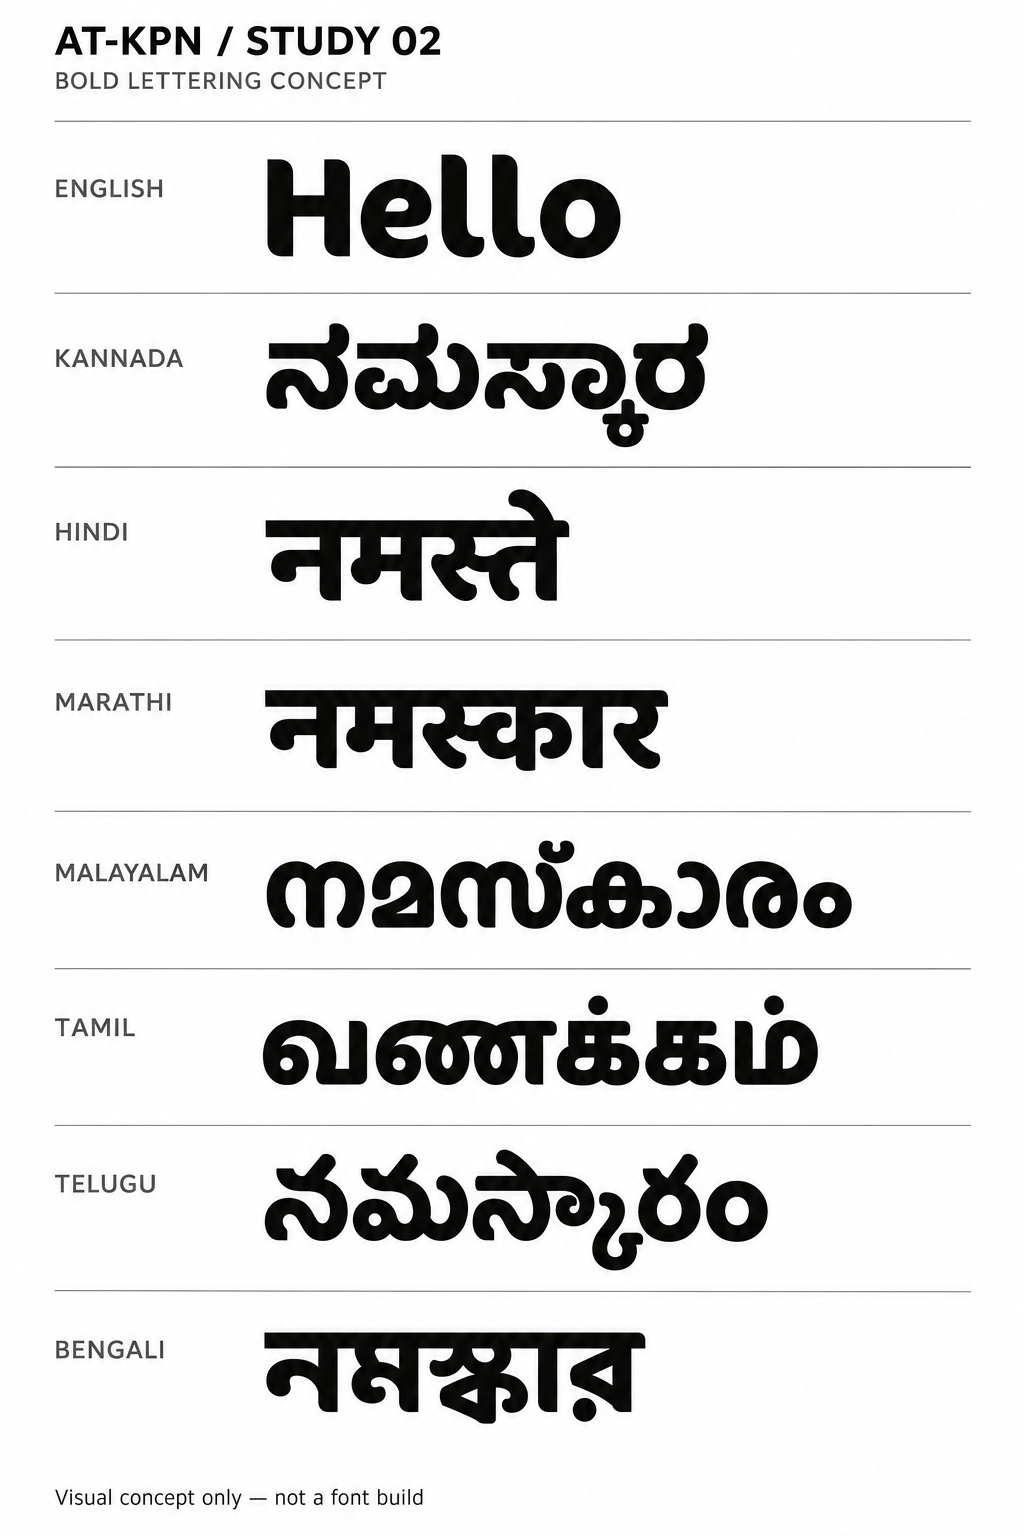 AT-KPN / STUDY 02
BOLD LETTERING CONCEPT
ENGLISH
Hello
KANNADA
ನಮಸ್ಕಾರ
HINDI
नमस्ते
MARATHI
नमस्कार
MALAYALAM
നമസ്കാരം
TAMIL
வணக்கம்
TELUGU
నమస్కారం
BENGALI
নমস্কার
Visual concept only — not a font build